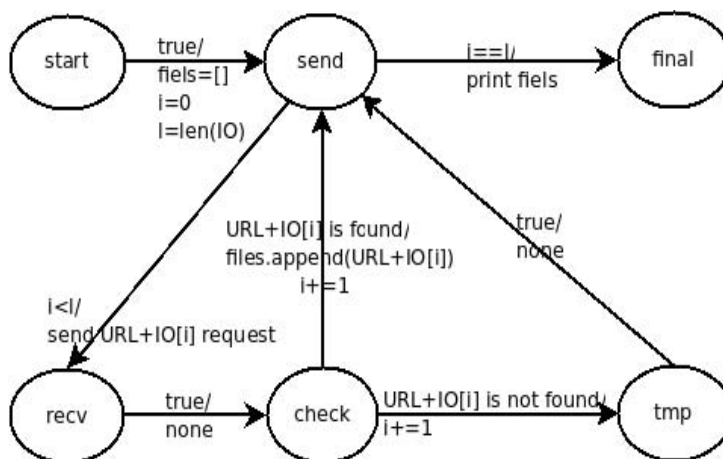 start
true/
fiels=[]
i=0
l=len(IO)
send
i==l/
print fiels
final
URL+IO[i] is found/
files.append(URL+IO[i])
i+=1
true/
none
i<l/
send URL+IO[i] request
recv
true/
none
check
URL+IO[i] is not found/
i+=1
tmp